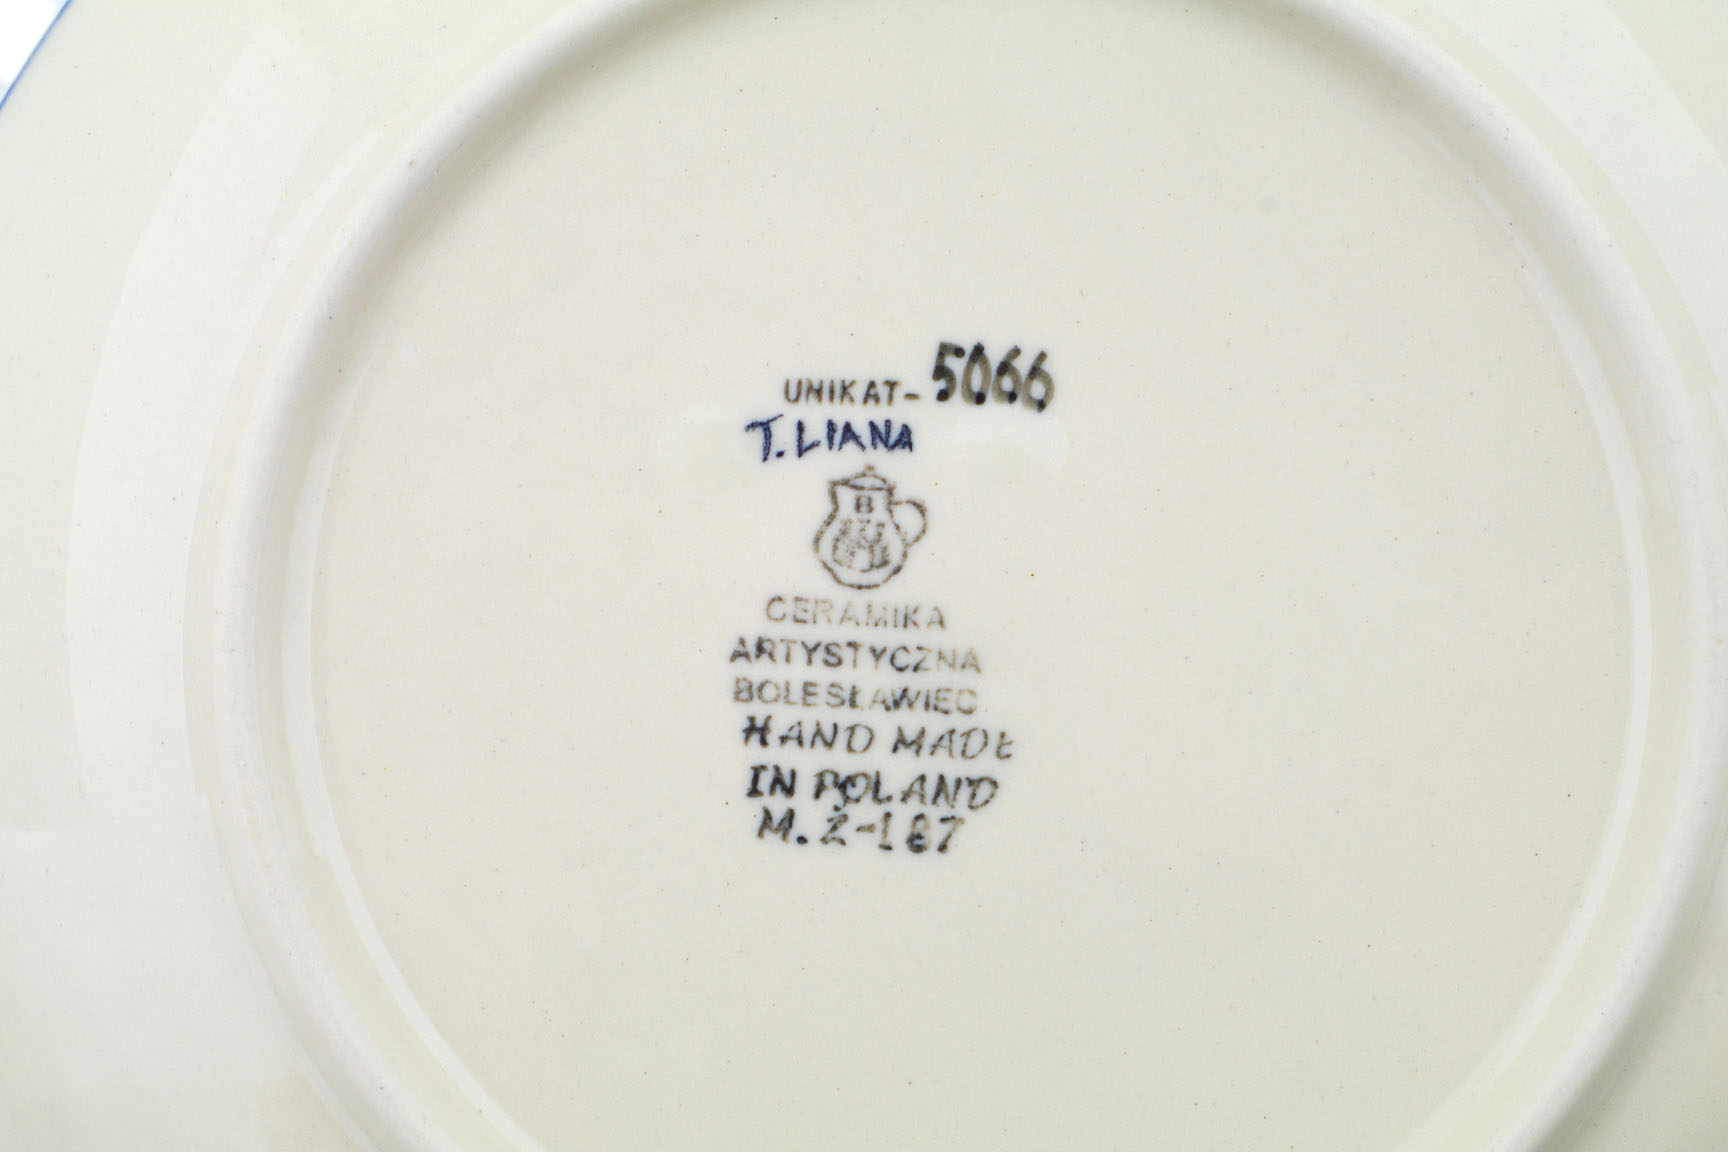 UNIKAT-5066
T. LIANA
B
CERAMIKA
ARTYSTYCZNA
BOLESŁAWIEC
HAND MADE
IN POLAND
M. Ż-187